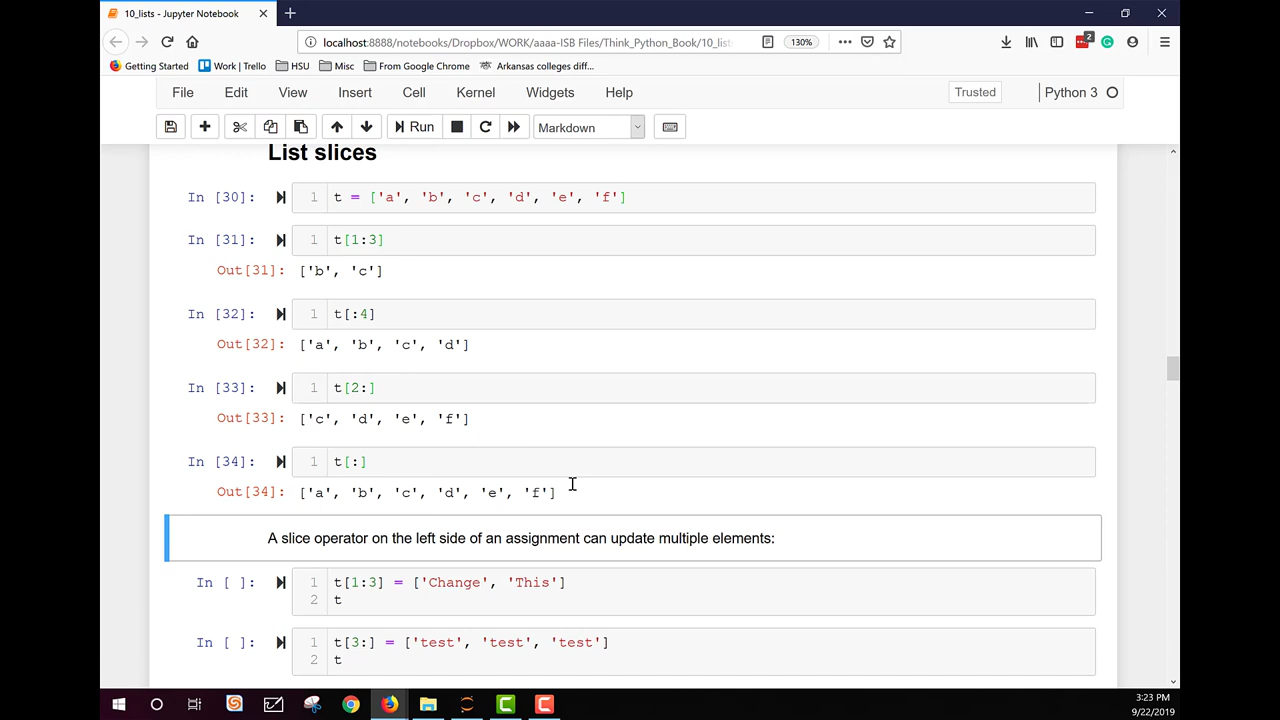 10_lists - Jupyter Notebook
localhost:8888/notebooks/Dropbox/WORK/aaaa-ISB Files/Think_Python_Book/10_lists
130%
2
Getting Started Work | Trello HSU Misc From Google Chrome Arkansas colleges diff...
File Edit View Insert Cell Kernel Widgets Help Trusted Python 3
Run Markdown
List slices
In [30]: 1 t = ['a', 'b', 'c', 'd', 'e', 'f']
In [31]: 1 t[1:3]
Out[31]: ['b', 'c']
In [32]: 1 t[:4]
Out[32]: ['a', 'b', 'c', 'd']
In [33]: 1 t[2:]
Out[33]: ['c', 'd', 'e', 'f']
In [34]: 1 t[:]
Out[34]: ['a', 'b', 'c', 'd', 'e', 'f']
A slice operator on the left side of an assignment can update multiple elements:
In [ ]: 1 t[1:3] = ['Change', 'This']
2 t
In [ ]: 1 t[3:] = ['test', 'test', 'test']
2 t
3:23 PM
9/22/2019